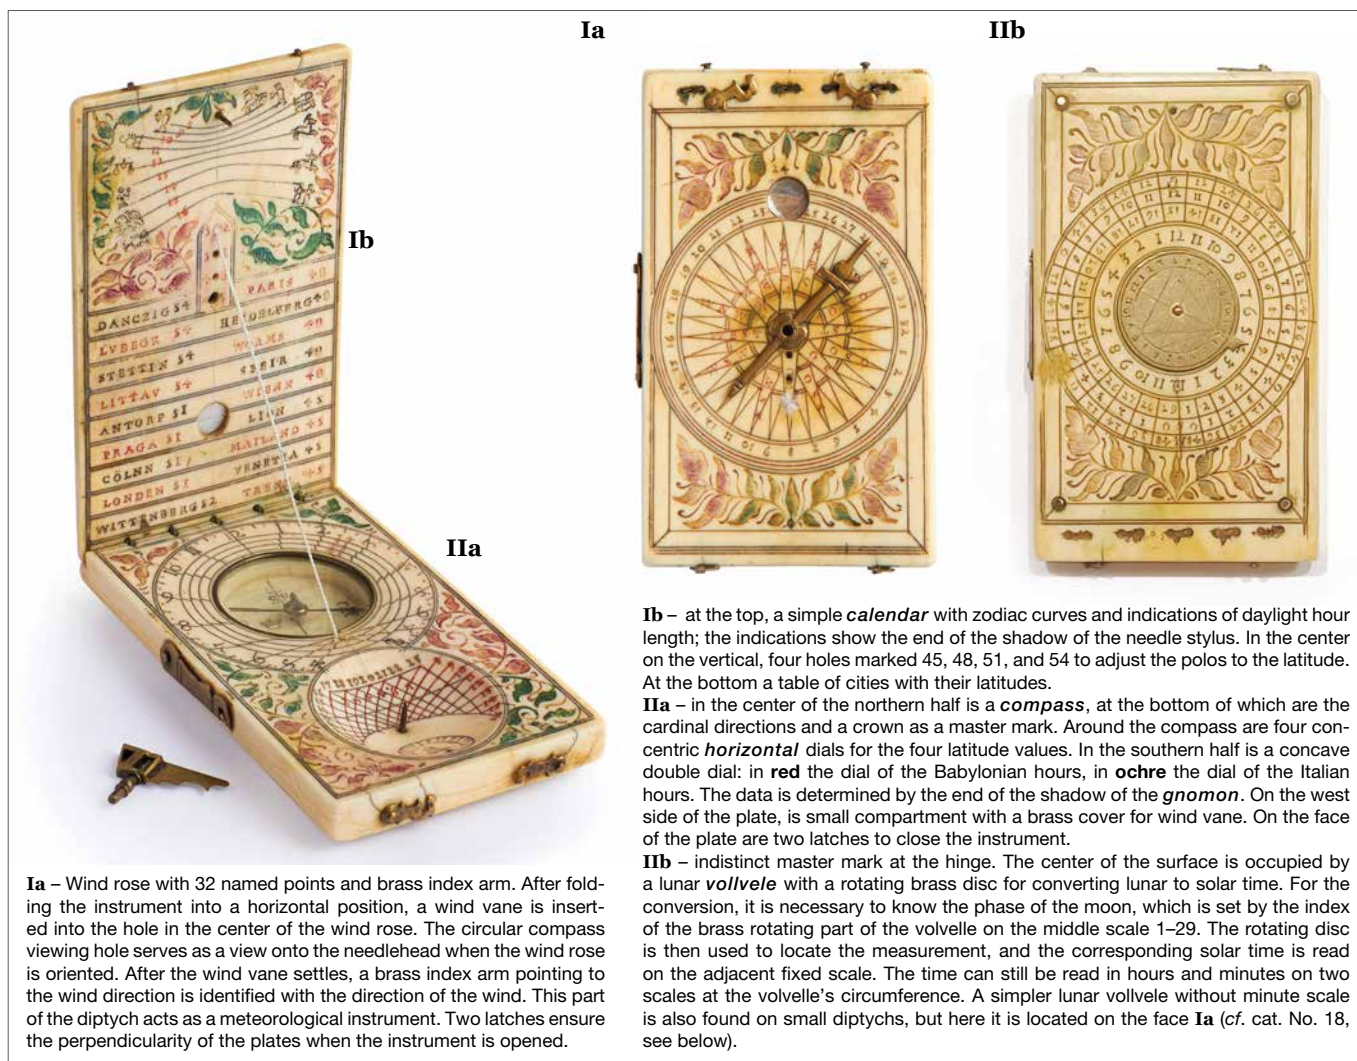 Ia
IIb
Ib
IIa
PARIS 48
DANCZIG 54
HEIDELBERG 48
LVBEGR 54
WORMS 48
STETTIN 54
SBEIR 48
LITTAV 54
WIENN 48
ANTORP 51
LION 45
PRAGA 51
MAILAND 45
CÖLNN 51
VENETIA 45
LONDEN 51
WITTENBERG 52
Ia – Wind rose with 32 named points and brass index arm. After fold-
ing the instrument into a horizontal position, a wind vane is insert-
ed into the hole in the center of the wind rose. The circular compass
viewing hole serves as a view onto the needlehead when the wind rose
is oriented. After the wind vane settles, a brass index arm pointing to
the wind direction is identified with the direction of the wind. This part
of the diptych acts as a meteorological instrument. Two latches ensure
the perpendicularity of the plates when the instrument is opened.
Ib – at the top, a simple calendar with zodiac curves and indications of daylight hour
length; the indications show the end of the shadow of the needle stylus. In the center
on the vertical, four holes marked 45, 48, 51, and 54 to adjust the polos to the latitude.
At the bottom a table of cities with their latitudes.
IIa – in the center of the northern half is a compass, at the bottom of which are the
cardinal directions and a crown as a master mark. Around the compass are four con-
centric horizontal dials for the four latitude values. In the southern half is a concave
double dial: in red the dial of the Babylonian hours, in ochre the dial of the Italian
hours. The data is determined by the end of the shadow of the gnomon. On the west
side of the plate, is small compartment with a brass cover for wind vane. On the face
of the plate are two latches to close the instrument.
IIb – indistinct master mark at the hinge. The center of the surface is occupied by
a lunar vollvele with a rotating brass disc for converting lunar to solar time. For the
conversion, it is necessary to know the phase of the moon, which is set by the index
of the brass rotating part of the volvelle on the middle scale 1–29. The rotating disc
is then used to locate the measurement, and the corresponding solar time is read
on the adjacent fixed scale. The time can still be read in hours and minutes on two
scales at the volvelle's circumference. A simpler lunar vollvele without minute scale
is also found on small diptychs, but here it is located on the face Ia (cf. cat. No. 18,
see below).